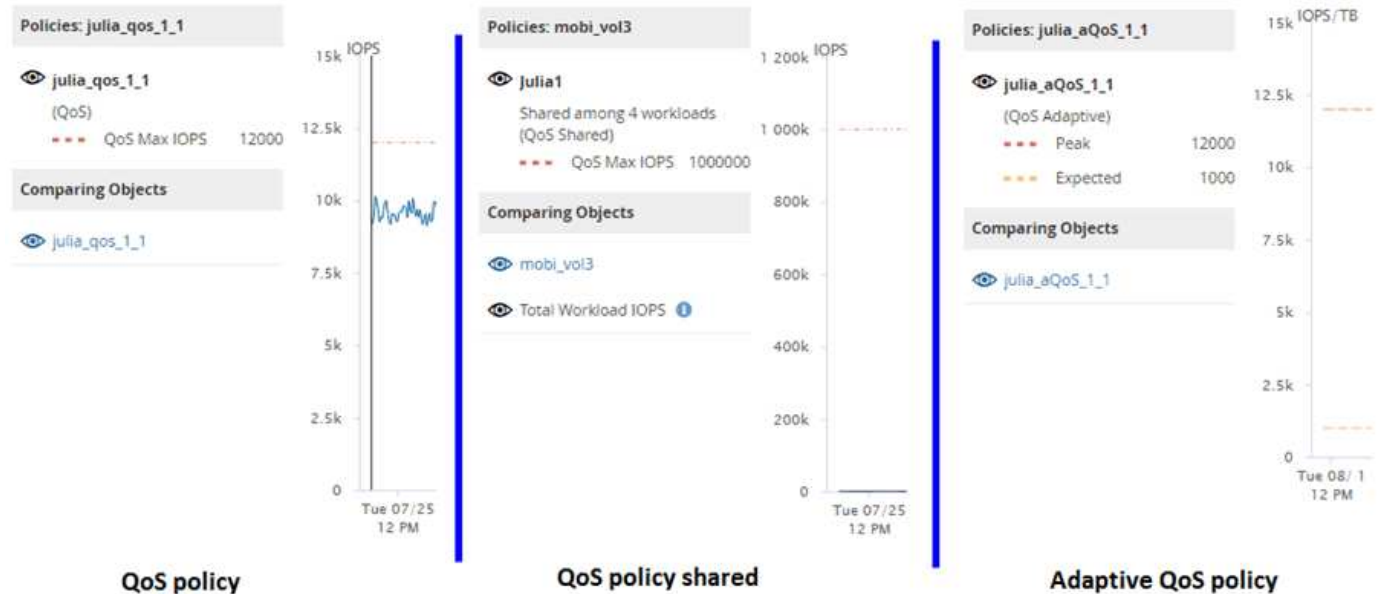 Policies: julia_qos_1_1
julia_qos_1_1
(QoS)
QoS Max IOPS 12000
Comparing Objects
julia_qos_1_1
IOPS
15k
12.5k
10k
7.5k
5k
2.5k
0
Tue 07/25
12 PM
QoS policy
Policies: mobi_vol3
Julia1
Shared among 4 workloads
(QoS Shared)
QoS Max IOPS 1000000
Comparing Objects
mobi_vol3
Total Workload IOPS i
IOPS
1 200k
1 000k
800k
600k
400k
200k
0
Tue 07/25
12 PM
QoS policy shared
Policies: julia_aQoS_1_1
julia_aQoS_1_1
(QoS Adaptive)
Peak 12000
Expected 1000
Comparing Objects
julia_aQoS_1_1
IOPS/TB
15k
12.5k
10k
7.5k
5k
2.5k
0
Tue 08/ 1
12 PM
Adaptive QoS policy